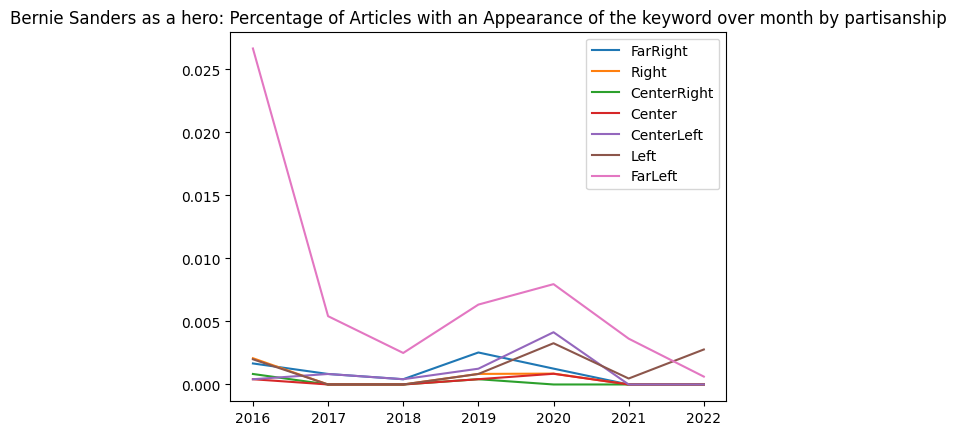 Bernie Sanders as a hero: Percentage of Articles with an Appearance of the keyword over month by partisanship
FarRight
Right
CenterRight
Center
CenterLeft
Left
FarLeft
0.025
0.020
0.015
0.010
0.005
0.000
2016 2017 2018 2019 2020 2021 2022